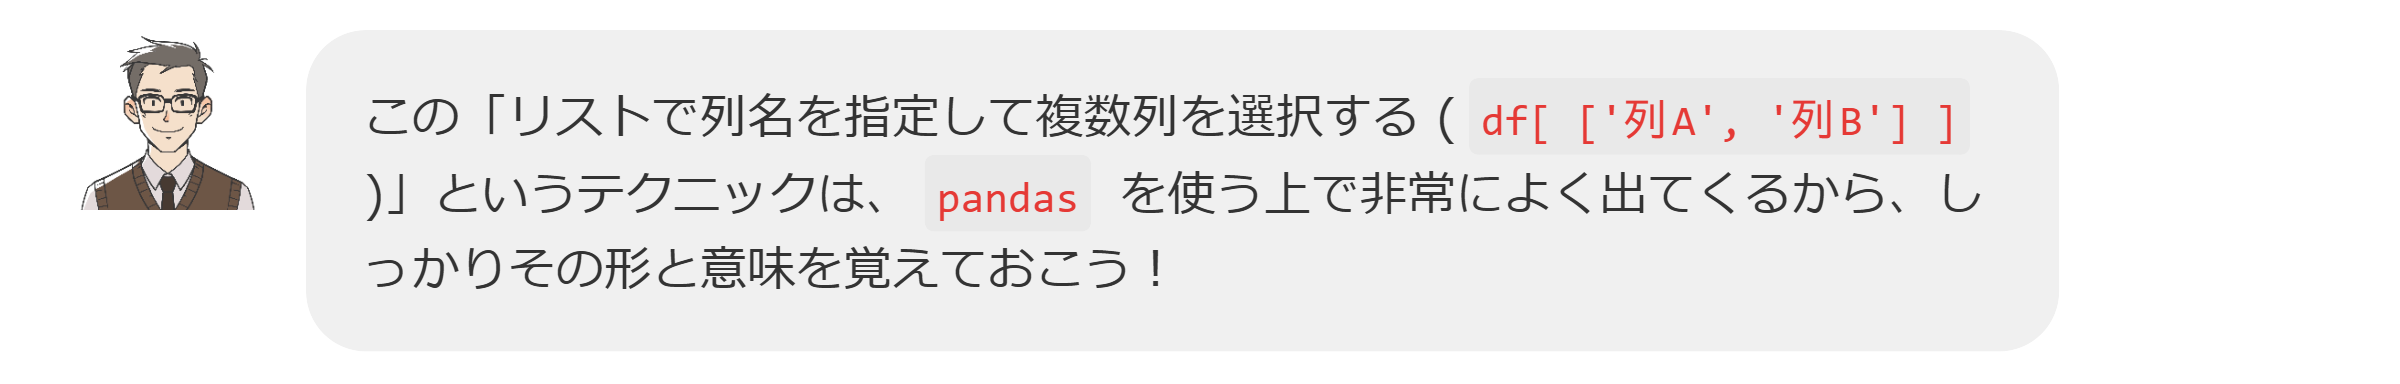 この「リストで列名を指定して複数列を選択する ( df[ ['列A', '列B'] ]
)」というテクニックは、 pandas を使う上で非常によく出てくるから、し
っかりその形と意味を覚えておこう！